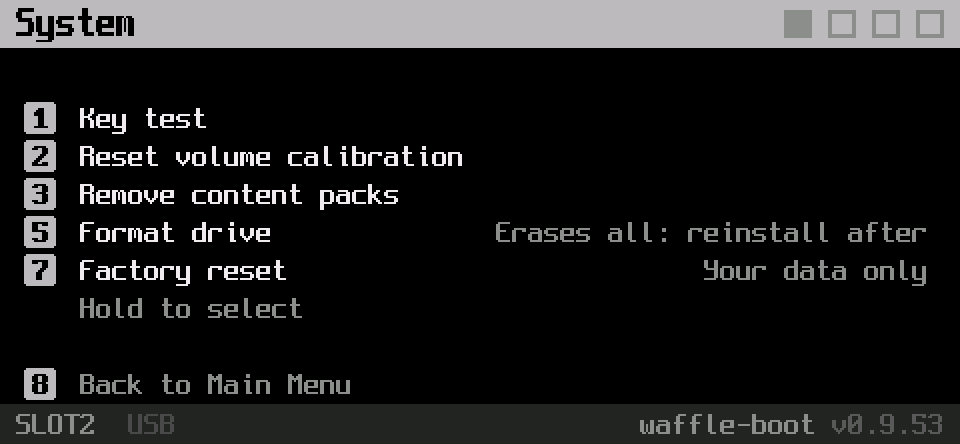 System
1 Key test
2 Reset volume calibration
3 Remove content packs
5 Format drive Erases all: reinstall after
7 Factory reset Your data only
Hold to select
8 Back to Main Menu
SLOT2 USB waffle-boot v0.9.53